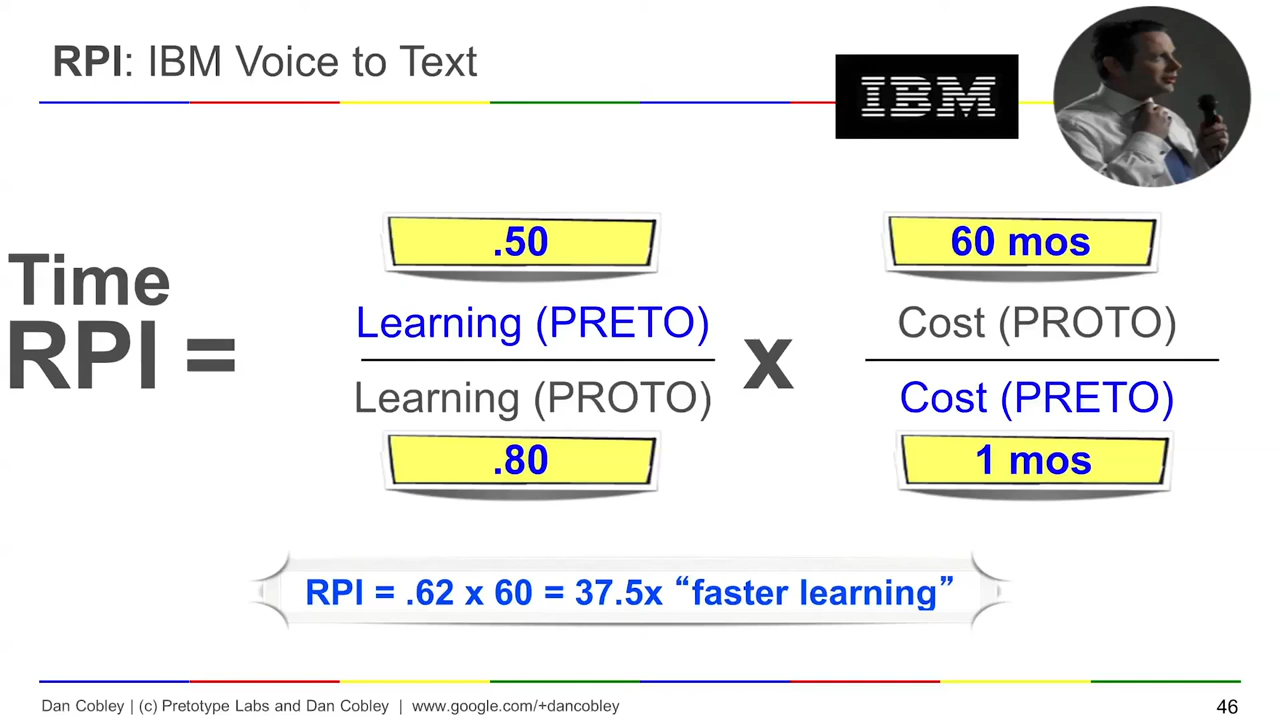 RPI: IBM Voice to Text
IBM
.50
60 mos
Time
RPI =
Learning (PRETO)
Learning (PROTO)
x
Cost (PROTO)
Cost (PRETO)
.80
1 mos
RPI = .62 x 60 = 37.5x “faster learning”
Dan Cobley | (c) Pretotype Labs and Dan Cobley | www.google.com/+dancobley
46